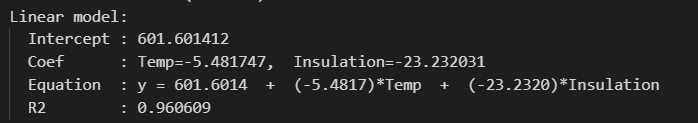 Linear model:
Intercept : 601.601412
Coef : Temp=-5.481747, Insulation=-23.232031
Equation : y = 601.6014 + (-5.4817)*Temp + (-23.2320)*Insulation
R2 : 0.960609